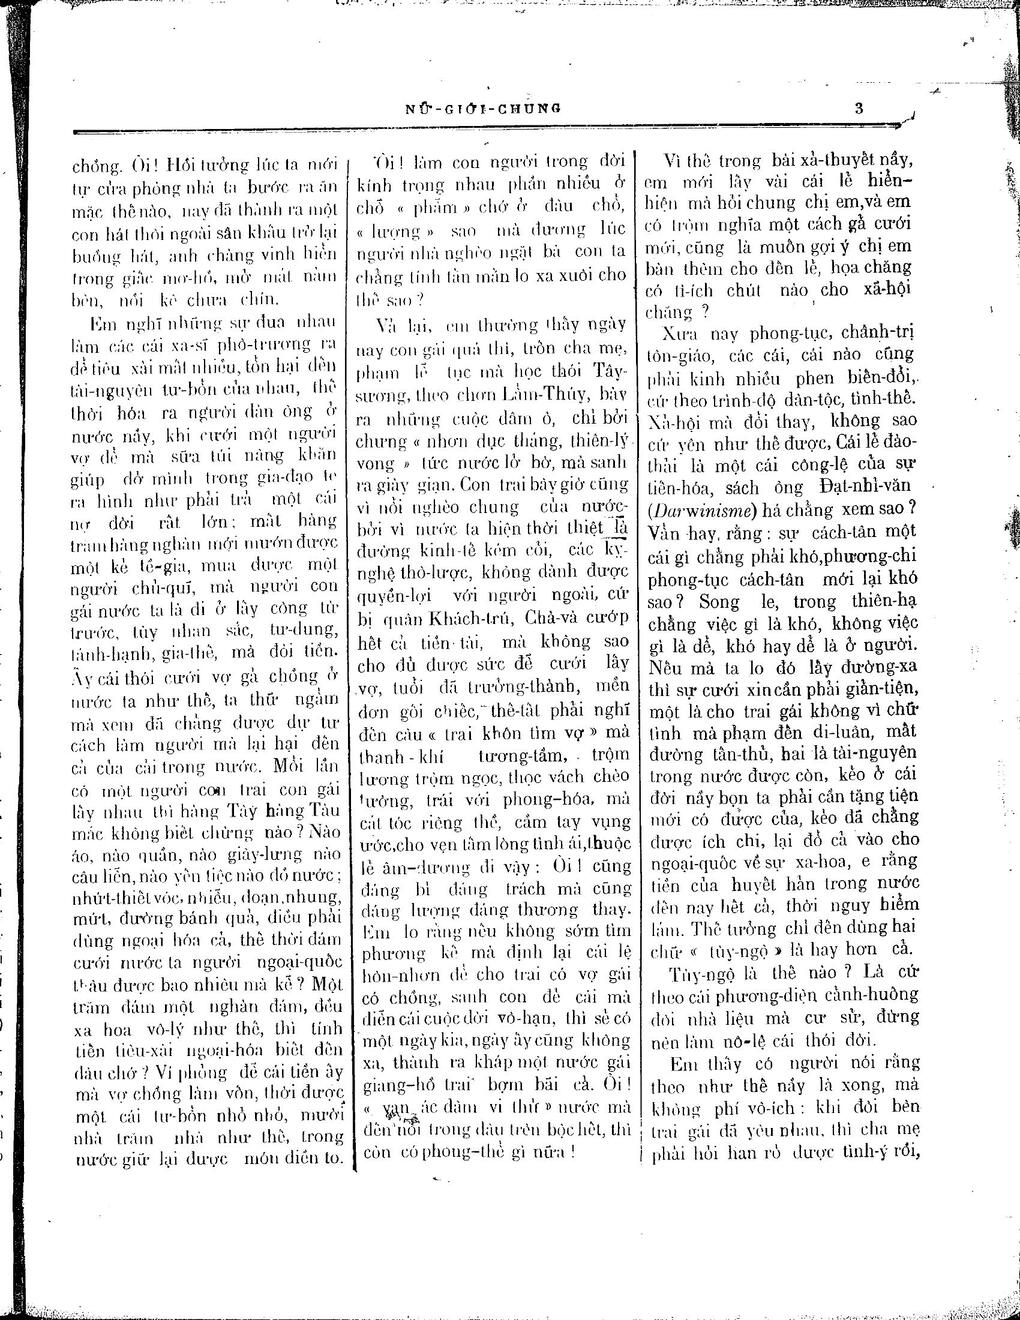 NỮ-GIỚI-CHUNG 3
chồng. Ôi! Hồi tưởng lúc ta mới
tự cửa phòng nhà ta bước ra ăn
mặc thế nào, nay đã thành ra một
con hát thôi ngoài sân khấu trở lại
buồng hát, anh chàng vinh hiển
trong giấc mơ-hồ, mở mắt nằm
bên, nồi kê chưa chín.
Em nghĩ những sự đua nhau
làm các cái xa-sỉ phô-trương ra
để tiêu xài mất nhiều, tổn hại đến
tài-nguyên tư-bổn của nhau, thế
thời hóa ra người đàn ông ở
nước nầy, khi cưới một người
vợ để mà sữa túi nâng khăn
giúp đỡ mình trong gia-đạo te
ra hình như phải trả một cái
nợ đời rất lớn; mất hàng
trăm hàng nghàn mới mướn được
một kẻ tề-gia, mua được một
người chủ-quĩ, mà người con
gái nước ta là đi ở lấy công từ
trước, tùy nhan sắc, tư-dung,
tánh-hạnh, gia-thế, mà đòi tiền.
Ấy cái thói cưới vợ gả chồng ở
nước ta như thế, ta thử ngẫm
mà xem đã chẳng được dự tư
cách làm người mà lại hại đến
cả của cải trong nước. Mỗi lần
có một người con trai con gái
lấy nhau thì hàng Tây hàng Tàu
mắc không biết chừng nào? Nào
áo, nào quần, nào giày-lưng nào
câu liễn, nào yến tiệc nào đồ nước;
nhứt-thiết vóc, nhiễu, đoạn, nhung,
mứt, đường bánh quả, điều phải
dùng ngoại hóa cả, thế thời đám
cưới nước ta người ngoại-quốc
thâu được bao nhiêu mà kể? Một
trăm đám một nghàn đám, đều
xa hoa vô-lý như thế, thì tính
tiền tiêu-xài ngoại-hóa biết đến
đâu chớ? Ví phỏng để cái tiền ấy
mà vợ chồng làm vốn, thời được
một cái tư-bổn nho nhỏ, mười
nhà trăm nhà như thế, trong
nước giữ lại được món diền to.
Ôi! làm con người trong đời
kính trọng nhau phần nhiều ở
chỗ « phẩm » chớ ở đâu chỗ,
« lượng » sao mà đương lúc
người nhà nghèo ngặt bà con ta
chẳng tính tần mần lo xa xuôi cho
thế sao?
Vả lại, em thường thấy ngày
nay con gái quá thì, trốn cha mẹ,
phạm lễ tục mà học thói Tây-
sương, theo chơn Lâm-Thúy, bày
ra những cuộc dâm ô, chỉ bởi
chưng « nhơn dục thắng, thiên-lý
vong » tức nước lở bờ, mà sanh
ra giày gian. Con trai bây giờ cũng
vì nỗi nghèo chung của nước-
bởi vì nước ta hiện thời thiệt là
đường kinh-tế kém cỏi, các kỹ-
nghệ thô-lược, không dành được
quyền-lợi với người ngoài, cứ
bị quân Khách-trú, Chà-và cướp
hết cả tiền tài, mà không sao
cho đủ được sức để cưới lấy
vợ, tuổi đã trưởng-thành, mền
đơn gối chiếc, thế-tất phải nghĩ
đến câu « trai khôn tìm vợ » mà
thanh-khí tương-tầm, trộm
lương trộm ngọc, thọc vách chèo
tường, trái với phong-hóa, mà
cát tóc riêng thề, cầm tay vụng
ước, cho vẹn tâm lòng tình ái, thuộc
lẽ âm-dương di vậy: Ôi! cũng
đáng bỉ đáng trách mà cũng
đáng lượng đáng thương thay.
Em lo rằng nếu không sớm tìm
phương kế mà định lại cái lệ
hôn-nhơn để cho trai có vợ gái
có chồng, sanh con đẻ cái mà
diễn cái cuộc đời vô-hạn, thì sẽ có
một ngày kia, ngày ấy cũng không
xa, thành ra kháp một nước gái
giang-hồ trai bợm bãi cả. Ôi!
« vạn ác dâm vi thử » nước mà
đến nỗi trong dâu trên bộc hết, thì
còn có phong-thể gì nữa!
Vì thế trong bài xã-thuyết nầy,
em mới lấy vài cái lẽ hiển-
hiện mà hỏi chung chị em, và em
có trộm nghĩa một cách gả cưới
mới, cũng là muốn gợi ý chị em
bàn thêm cho đến lẽ, họa chăng
có tì-ích chút nào cho xã-hội
chăng?
Xưa nay phong-tục, chánh-trị
tôn-giáo, các cái, cái nào cũng
phải kinh nhiều phen biến-đổi,
cứ theo trình-độ dân-tộc, tình-thế.
Xã-hội mà đổi thay, không sao
cứ yên như thế được, Cái lẽ đào-
thải là một cái công-lệ của sự
tiến-hóa, sách ông Đạt-nhỉ-văn
(Darwinisme) há chẳng xem sao?
Vẫn hay, rằng: sự cách-tân một
cái gì chẳng phải khó, phương-chi
phong-tục cách-tân mới lại khó
sao? Song le, trong thiên-hạ
chẳng việc gì là khó, không việc
gì là dể, khó hay dể là ở người.
Nếu mà ta lo đó lấy đường-xa
thì sự cưới xin cần phải giản-tiện,
một là cho trai gái không vì chữ
tình mà phạm đến di-luân, mất
đường tân-thủ, hai là tài-nguyên
trong nước được còn, kẻo ở cái
đời nầy bọn ta phải cần tặng tiện
mới có được của, kẻo đã chẳng
được ích chi, lại đổ cả vào cho
ngoại-quốc về sự xa-hoa, e rằng
tiền của huyết hàn trong nước
đến nay hết cả, thời nguy hiểm
lắm. Thế tưởng chỉ đến dùng hai
chữ « tùy-ngộ » là hay hơn cả.
Tùy-ngộ là thế nào? Là cứ
theo cái phương-diện cảnh-huống
đời nhà liệu mà cư sử, đừng
nên làm nô-lệ cái thói đời.
Em thấy có người nói rằng
theo như thế nầy là xong, mà
không phí vô-ích: khi đôi bên
trai gái đã yêu nhau, thì cha mẹ
phải hỏi han rõ được tình-ý rồi,